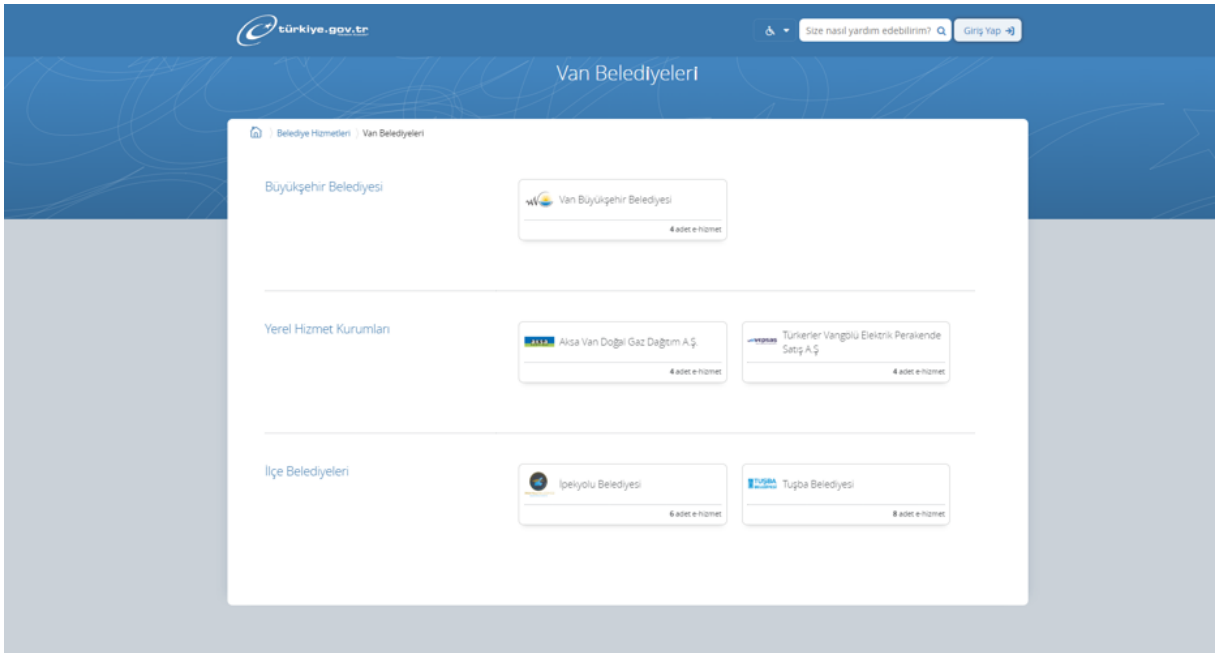 türkiye.gov.tr
Size nasıl yardım edebilirim?
Giriş Yap
Van Belediyeleri
Belediye Hizmetleri
Van Belediyeleri
Büyükşehir Belediyesi
Van Büyükşehir Belediyesi
4 adet e-hizmet
Yerel Hizmet Kurumları
AKSA
Aksa Van Doğal Gaz Dağıtım A.Ş.
4 adet e-hizmet
Türkerler Vangölü Elektrik Perakende
Satış A.Ş
4 adet e-hizmet
İlçe Belediyeleri
İpekyolu Belediyesi
6 adet e-hizmet
TUŞBA
Tuşba Belediyesi
8 adet e-hizmet